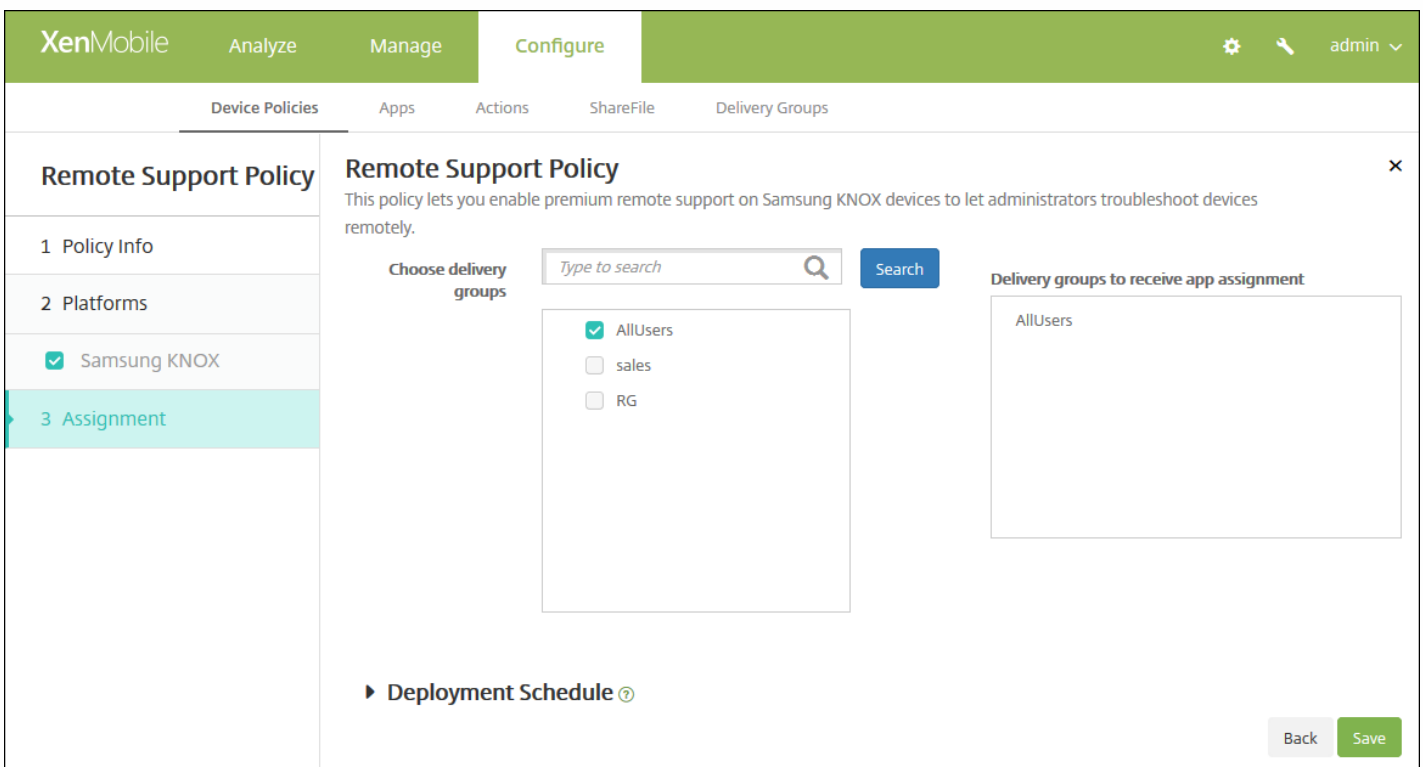 XenMobile Analyze Manage Configure admin
Device Policies Apps Actions ShareFile Delivery Groups
Remote Support Policy
1 Policy Info
2 Platforms
Samsung KNOX
3 Assignment
Remote Support Policy
This policy lets you enable premium remote support on Samsung KNOX devices to let administrators troubleshoot devices
remotely.
Choose delivery
groups
Type to search
Search
AllUsers
sales
RG
Delivery groups to receive app assignment
AllUsers
Deployment Schedule ?
Back Save